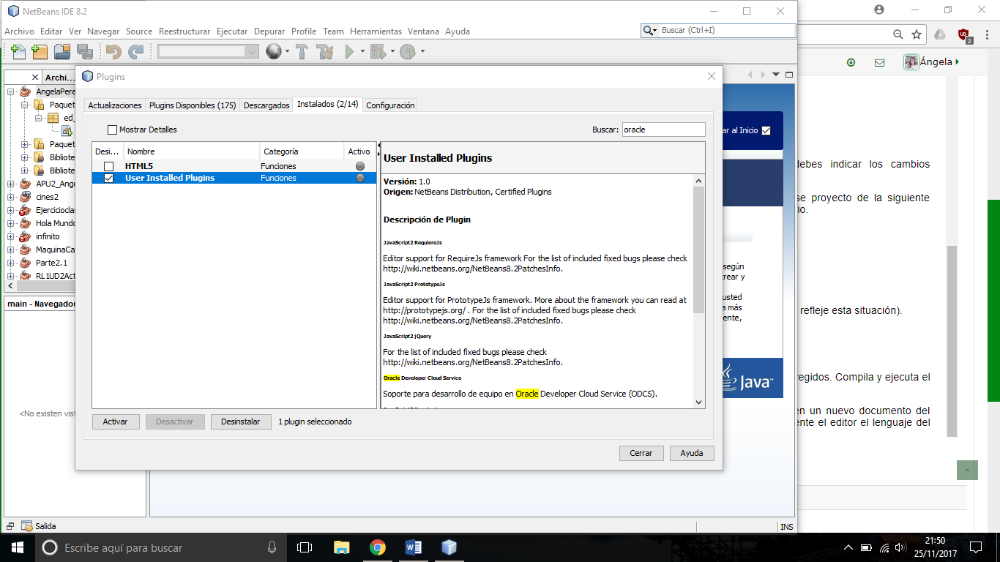 NetBeans IDE 8.2
Archivo Editar Ver Navegar Source Reestructurar Ejecutar Depurar Profile Team Herramientas Ventana Ayuda
Buscar (Ctrl+I)
2
Ángela
Archi...
Plugins
Actualizaciones Plugins Disponibles (175) Descargados Instalados (2/14) Configuración
Mostrar Detalles
Buscar: oracle
Desi... Nombre Categoría Activo
HTML5 Funciones
User Installed Plugins Funciones
User Installed Plugins
Versión: 1.0
Origen: NetBeans Distribution, Certified Plugins
Descripción de Plugin
JavaScript2 RequiereJs
Editor support for RequireJs framework For the list of included fixed bugs please check
http://wiki.netbeans.org/NetBeans8.2PatchesInfo.
JavaScript2 PrototypeJs
Editor support for PrototypeJs framework. More about the framework you can read at
http://prototypejs.org/ . For the list of included fixed bugs please check
http://wiki.netbeans.org/NetBeans8.2PatchesInfo.
JavaScript2 jQuery
For the list of included fixed bugs please check
http://wiki.netbeans.org/NetBeans8.2PatchesInfo.
Oracle Developer Cloud Service
Soporte para desarrollo de equipo en Oracle Developer Cloud Service (ODCS).
Activar Desactivar Desinstalar 1 plugin seleccionado
Cerrar Ayuda
AngelaPere
Paquet
ed_
Paquet
Bibliote
Bibliote
APU2_Ange
cines2
Ejerciciocla
Hola Mundo
infinito
MaquinaCa
Parte2.1
RL1UD2Act
main - Navegador
<No existen vist
ar al Inicio
según
crear y
usted
a más
ente,
Java
debes indicar los cambios
se proyecto de la siguiente
io.
refleje esta situación).
regidos. Compila y ejecuta el
en un nuevo documento del
ente el editor el lenguaje del
Salida
INS
Escribe aquí para buscar
21:50
25/11/2017